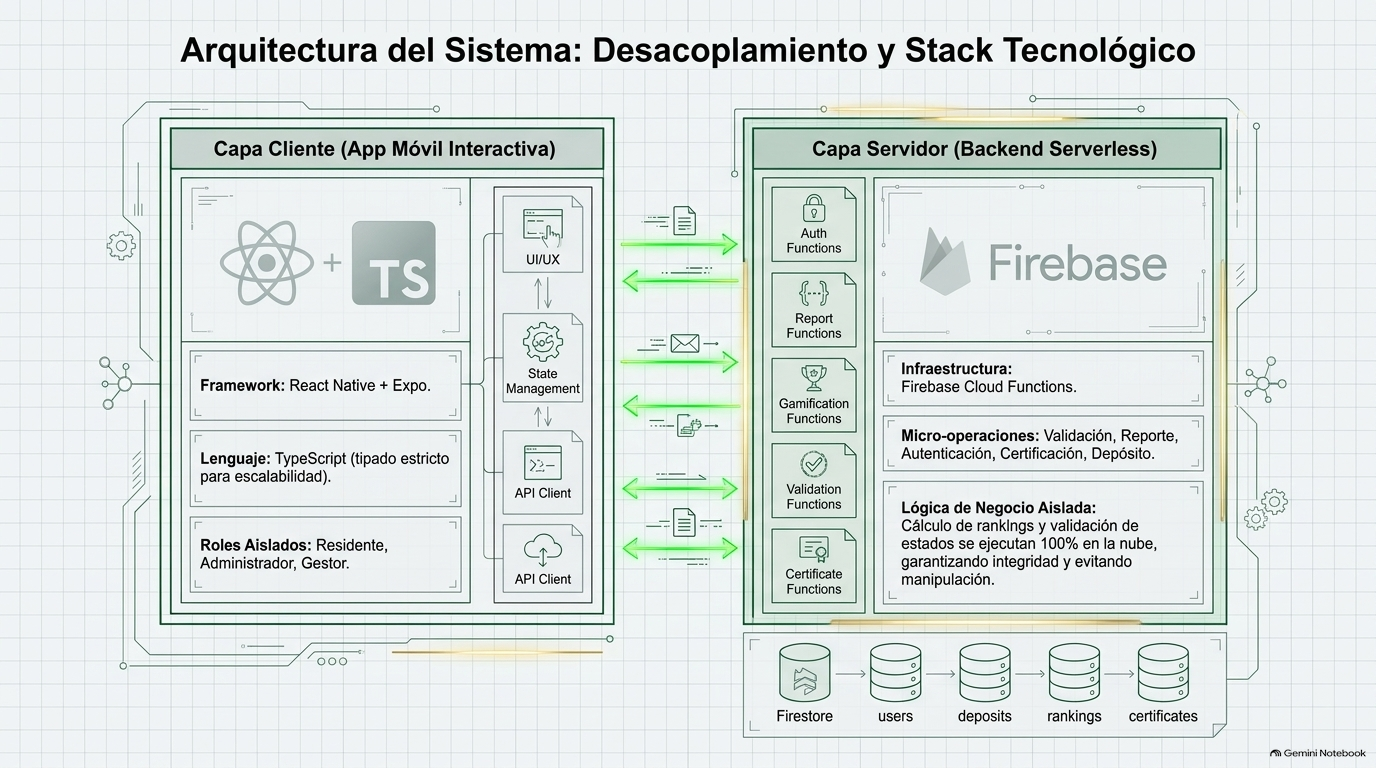 Arquitectura del Sistema: Desacoplamiento y Stack Tecnológico
Capa Cliente (App Móvil Interactiva)
TS
Framework: React Native + Expo.
Lenguaje: TypeScript (tipado estricto
para escalabilidad).
Roles Aislados: Residente,
Administrador, Gestor.
UI/UX
State
Management
API Client
API Client
Capa Servidor (Backend Serverless)
Auth
Functions
Report
Functions
Gamification
Functions
Validation
Functions
Certificate
Functions
Firebase
Infraestructura:
Firebase Cloud Functions.
Micro-operaciones: Validación, Reporte,
Autenticación, Certificación, Depósito.
Lógica de Negocio Aislada:
Cálculo de rankIngs y validación de
estados se ejecutan 100% en la nube,
garantizando integridad y evitando
manipulación.
Firestore
users
deposits
rankings
certificates
Gemini Notebook